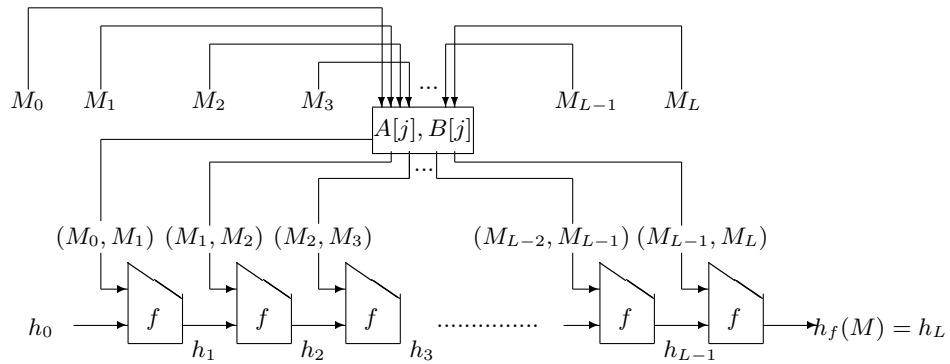 M_0 M_1 M_2 M_3 ... M_{L-1} M_L
A[j], B[j]
...
(M_0, M_1) (M_1, M_2) (M_2, M_3) (M_{L-2}, M_{L-1}) (M_{L-1}, M_L)
h_0 f f f ................ f f h_f(M) = h_L
h_1 h_2 h_3 h_{L-1}